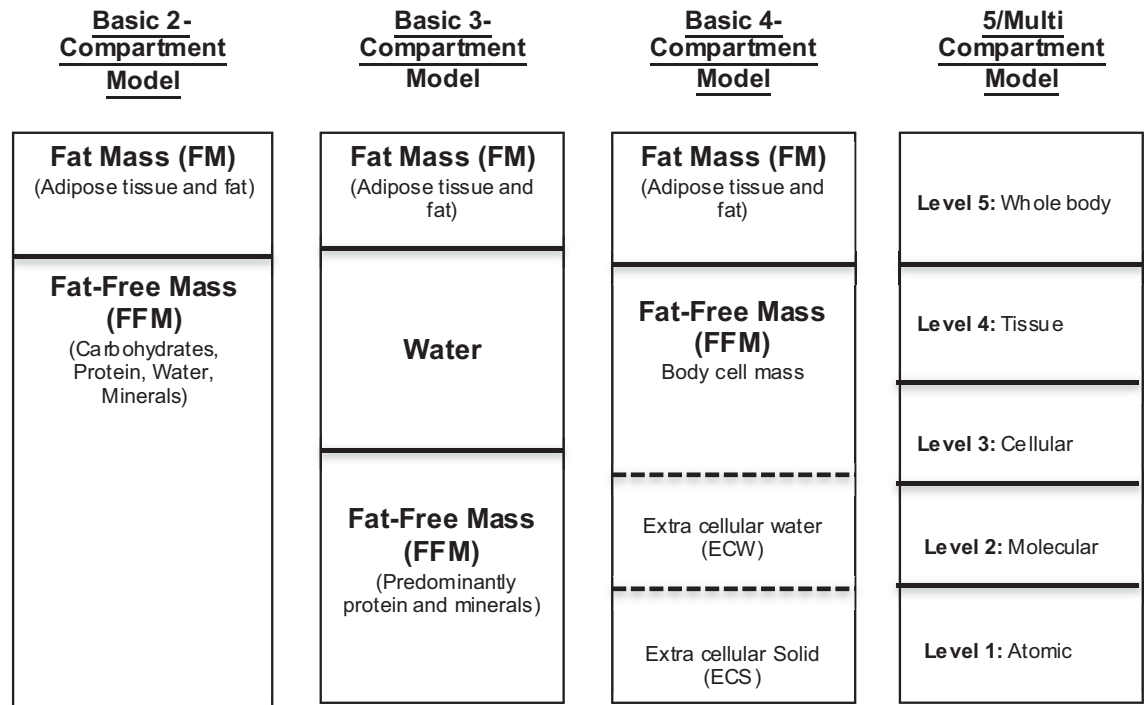 Basic 2-
Compartment
Model
Fat Mass (FM)
(Adipose tissue and fat)
Fat-Free Mass
(FFM)
(Carbohydrates,
Protein, Water,
Minerals)
Basic 3-
Compartment
Model
Fat Mass (FM)
(Adipose tissue and
fat)
Water
Fat-Free Mass
(FFM)
(Predominantly
protein and minerals)
Basic 4-
Compartment
Model
Fat Mass (FM)
(Adipose tissue and
fat)
Fat-Free Mass
(FFM)
Body cell mass
Extra cellular water
(ECW)
Extra cellular Solid
(ECS)
5/Multi
Compartment
Model
Level 5: Whole body
Level 4: Tissue
Level 3: Cellular
Level 2: Molecular
Level 1: Atomic